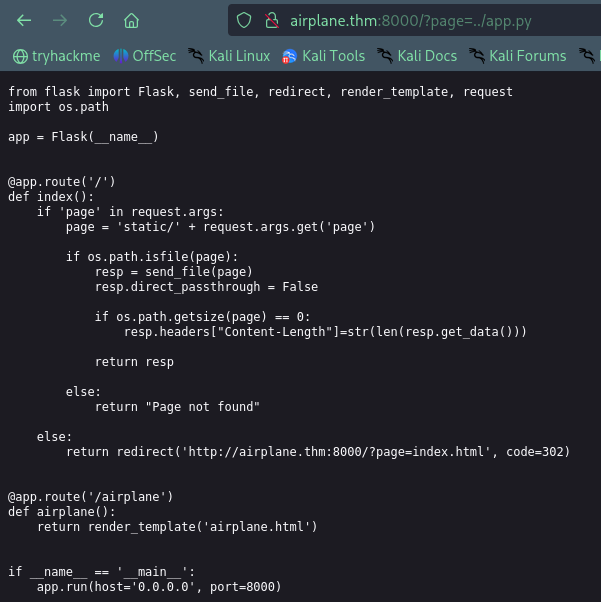 airplane.thm:8000/?page=../app.py
tryhackme OffSec Kali Linux Kali Tools Kali Docs Kali Forums
from flask import Flask, send_file, redirect, render_template, request
import os.path
app = Flask(__name__)
@app.route('/')
def index():
    if 'page' in request.args:
        page = 'static/' + request.args.get('page')
        if os.path.isfile(page):
            resp = send_file(page)
            resp.direct_passthrough = False
            if os.path.getsize(page) == 0:
                resp.headers["Content-Length"]=str(len(resp.get_data()))
            return resp
        else:
            return "Page not found"
    else:
        return redirect('http://airplane.thm:8000/?page=index.html', code=302)
@app.route('/airplane')
def airplane():
    return render_template('airplane.html')
if __name__ == '__main__':
    app.run(host='0.0.0.0', port=8000)